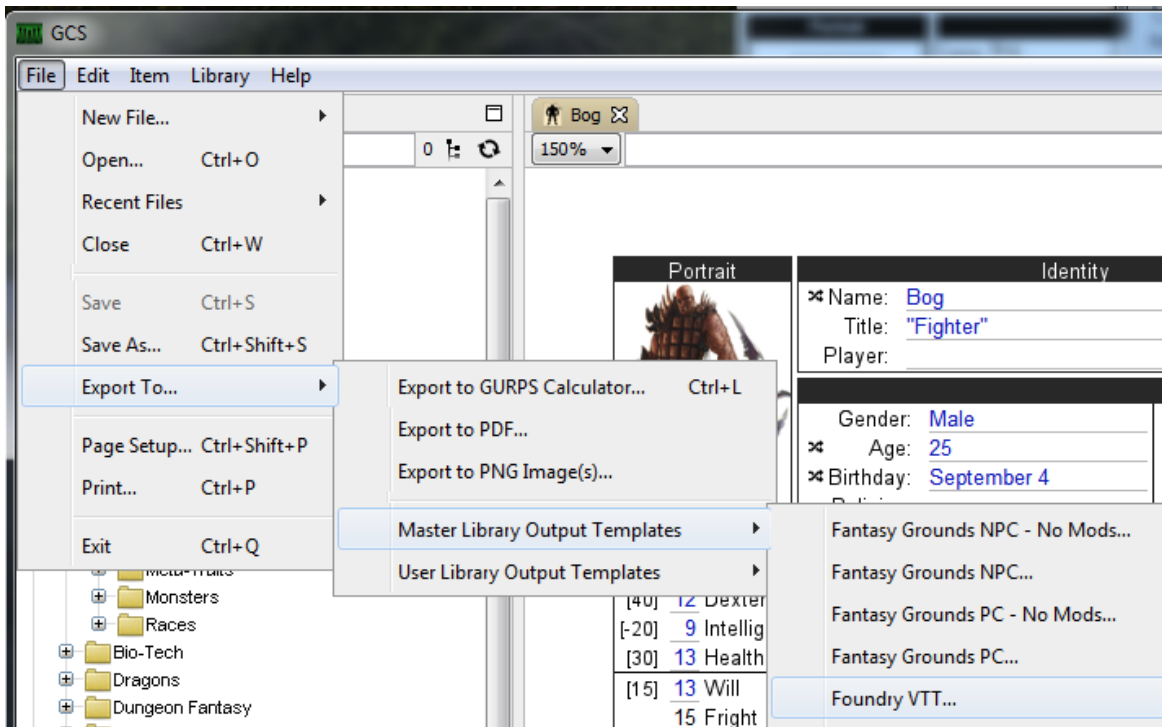 GCS
File Edit Item Library Help
New File...
Open... Ctrl+O
Recent Files
Close Ctrl+W
Save Ctrl+S
Save As... Ctrl+Shift+S
Export To...
Page Setup... Ctrl+Shift+P
Print... Ctrl+P
Exit Ctrl+Q
0
Meta-Traits
Monsters
Races
Bio-Tech
Dragons
Dungeon Fantasy
Export to GURPS Calculator... Ctrl+L
Export to PDF...
Export to PNG Image(s)...
Master Library Output Templates
User Library Output Templates
Fantasy Grounds NPC - No Mods...
Fantasy Grounds NPC...
Fantasy Grounds PC - No Mods...
Fantasy Grounds PC...
Foundry VTT...
Bog
150%
Portrait
Identity
Name: Bog
Title: "Fighter"
Player:
Gender: Male
Age: 25
Birthday: September 4
[40] 12 Dexter
[-20] 9 Intellig
[30] 13 Health
[15] 13 Will
15 Fright